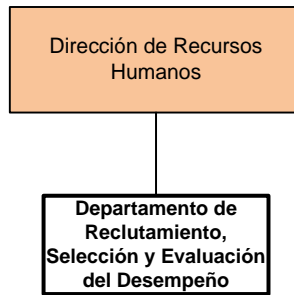 Dirección de Recursos
Humanos
Departamento de
Reclutamiento,
Selección y Evaluación
del Desempeño